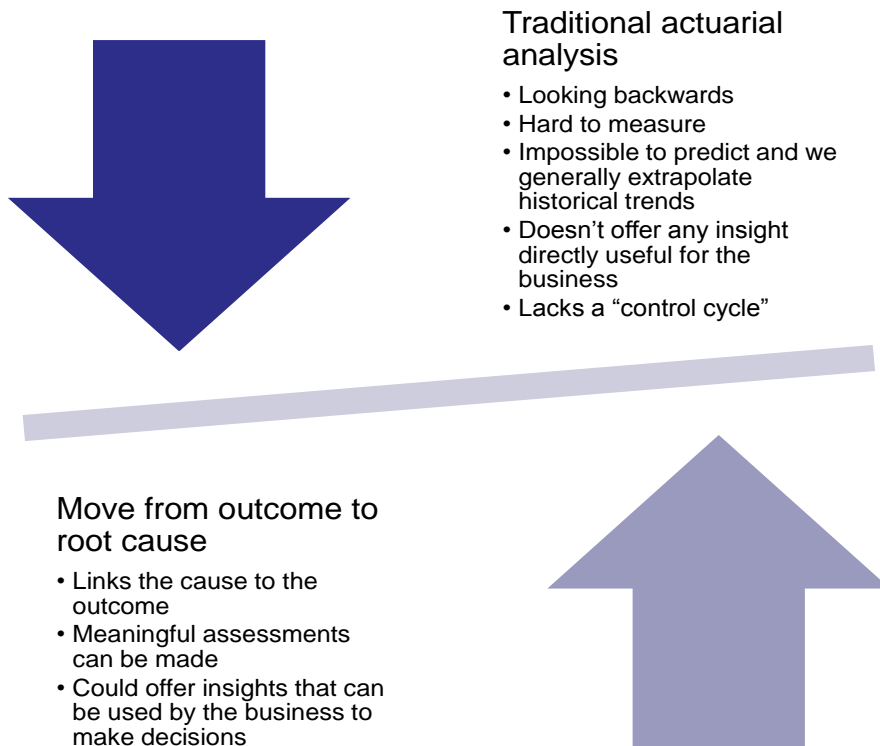 Traditional actuarial
analysis
• Looking backwards
• Hard to measure
• Impossible to predict and we
generally extrapolate
historical trends
• Doesn’t offer any insight
directly useful for the
business
• Lacks a “control cycle”
Move from outcome to
root cause
• Links the cause to the
outcome
• Meaningful assessments
can be made
• Could offer insights that can
be used by the business to
make decisions